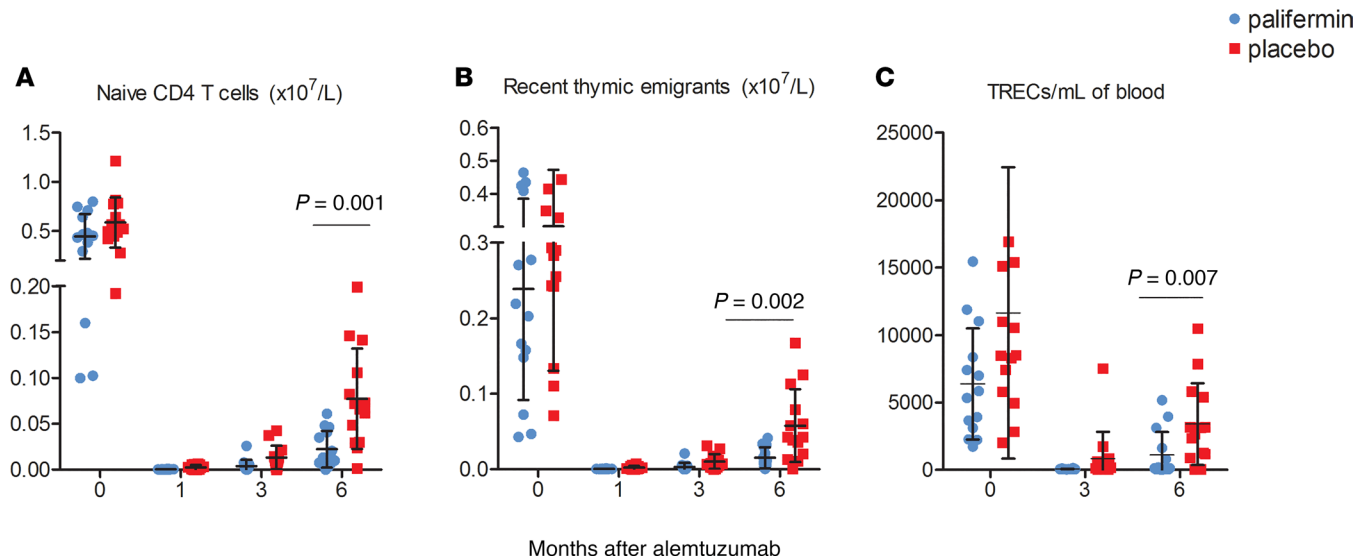 palifermin
placebo
A
Naive CD4 T cells (x10⁷/L)
1.5
1.0
0.5
0.20
0.15
0.10
0.05
0.00
P = 0.001
0 1 3 6
B
Recent thymic emigrants (x10⁷/L)
0.6
0.5
0.4
0.3
0.2
0.1
0.0
P = 0.002
0 1 3 6
C
TRECs/mL of blood
25000
20000
15000
10000
5000
0
P = 0.007
0 3 6
Months after alemtuzumab